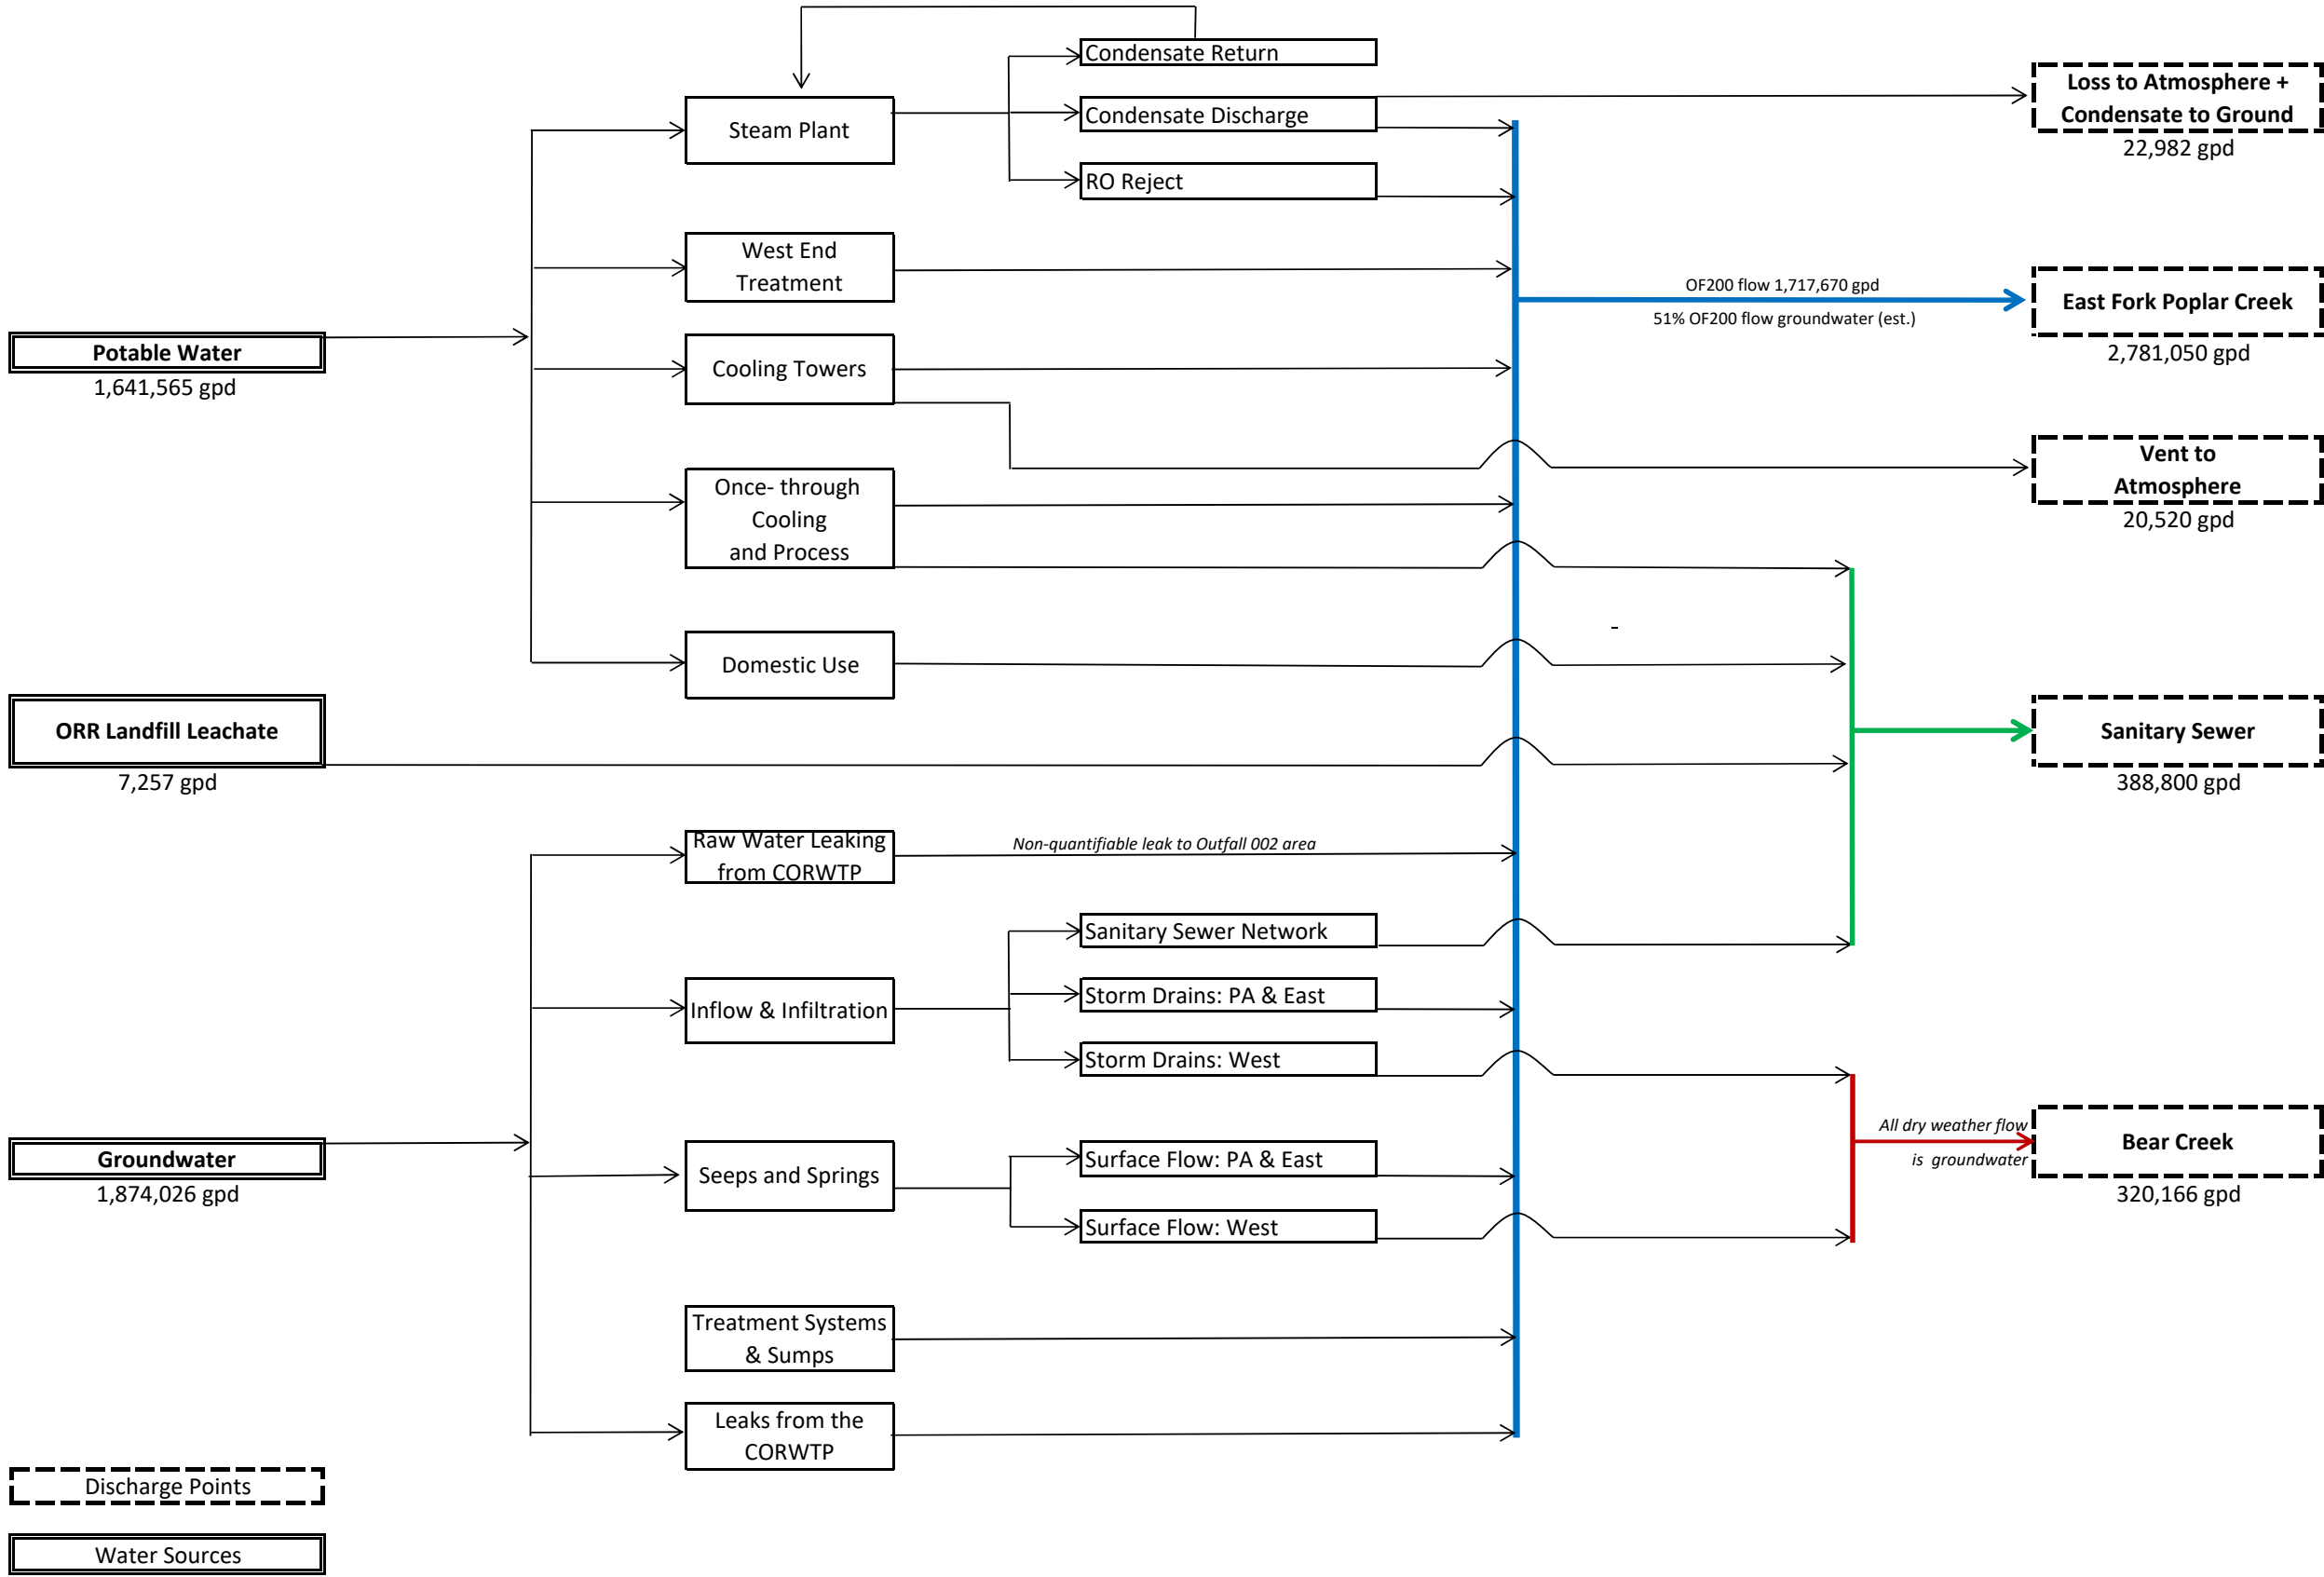 Potable Water
1,641,565 gpd
ORR Landfill Leachate
7,257 gpd
Groundwater
1,874,026 gpd
Discharge Points
Water Sources
Steam Plant
West End
Treatment
Cooling Towers
Once- through
Cooling
and Process
Domestic Use
Raw Water Leaking
from CORWTP
Inflow & Infiltration
Seeps and Springs
Treatment Systems
& Sumps
Leaks from the
CORWTP
Condensate Return
Condensate Discharge
RO Reject
Non-quantifiable leak to Outfall 002 area
Sanitary Sewer Network
Storm Drains: PA & East
Storm Drains: West
Surface Flow: PA & East
Surface Flow: West
OF200 flow 1,717,670 gpd
51% OF200 flow groundwater (est.)
-
All dry weather flow
is groundwater
Loss to Atmosphere +
Condensate to Ground
22,982 gpd
East Fork Poplar Creek
2,781,050 gpd
Vent to
Atmosphere
20,520 gpd
Sanitary Sewer
388,800 gpd
Bear Creek
320,166 gpd